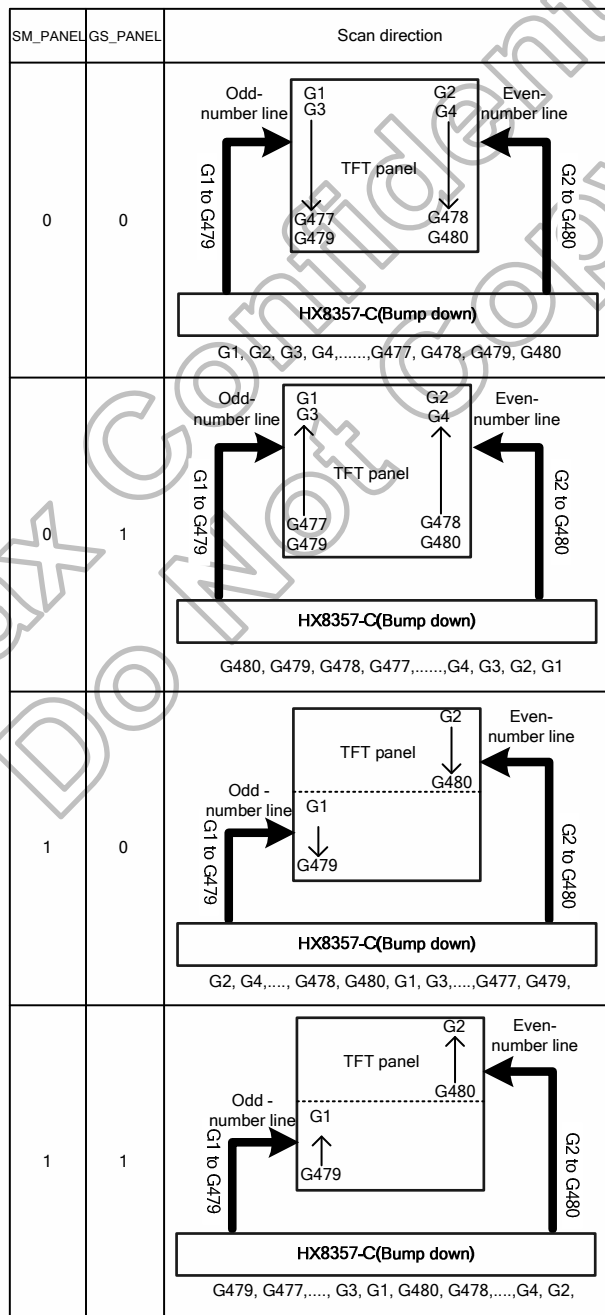 SM_PANEL GS_PANEL Scan direction
Odd-
number line
G1
G3
G2
G4
Even-
number line
TFT panel
G1 to G479
G477
G479
G478
G480
G2 to G480
0 0
HX8357-C(Bump down)
G1, G2, G3, G4,......,G477, G478, G479, G480
Odd-
number line
G1
G3
G2
G4
Even-
number line
TFT panel
G1 to G479
G477
G479
G478
G480
G2 to G480
0 1
HX8357-C(Bump down)
G480, G479, G478, G477,......,G4, G3, G2, G1
G2
Even-
number line
TFT panel
G480
Odd -
number line
G1
G479
G1 to G479
G2 to G480
1 0
HX8357-C(Bump down)
G2, G4,...., G478, G480, G1, G3,....,G477, G479,
G2
Even-
number line
TFT panel
G480
Odd -
number line
G1
G479
G1 to G479
G2 to G480
1 1
HX8357-C(Bump down)
G479, G477,...., G3, G1, G480, G478,....,G4, G2,
Do Not